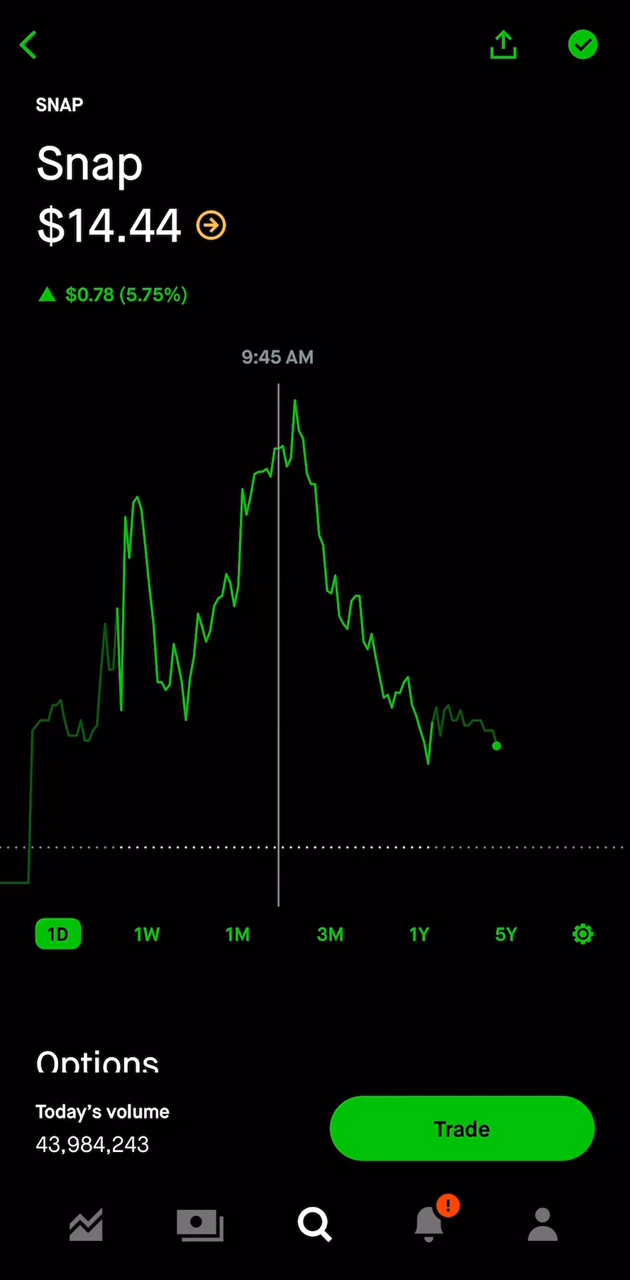 SNAP
Snap
$14.44
$0.78 (5.75%)
9:45 AM
1D 1W 1M 3M 1Y 5Y
Options
Today's volume
43,984,243
Trade
!